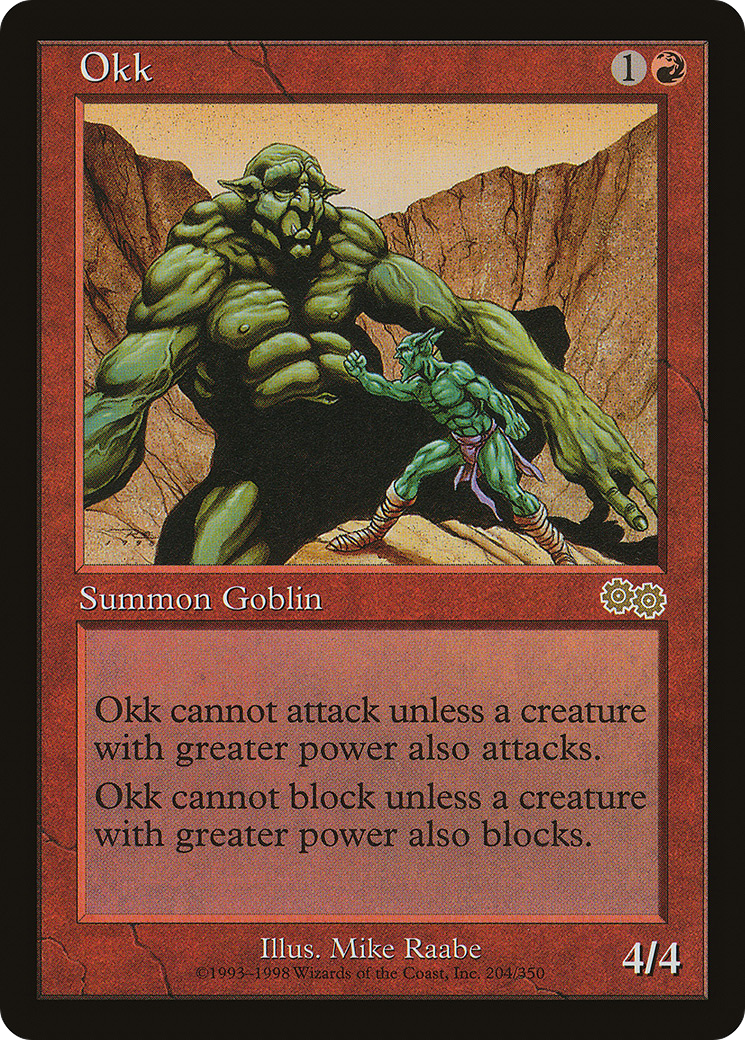 Okk 1
Summon Goblin
Okk cannot attack unless a creature
with greater power also attacks.
Okk cannot block unless a creature
with greater power also blocks.
Illus. Mike Raabe
©1993–1998 Wizards of the Coast, Inc. 204/350
4/4